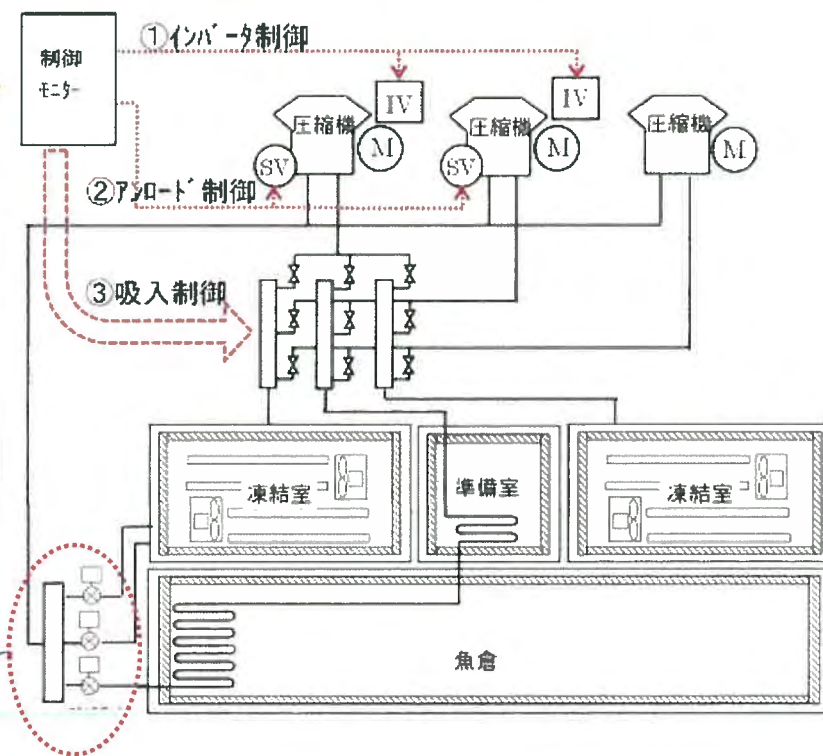 制御
モニター
①インバータ制御
IV
IV
圧縮機
圧縮機
圧縮機
M
M
M
SV
SV
②アンロード制御
③吸入制御
凍結室
準備室
凍結室
魚倉